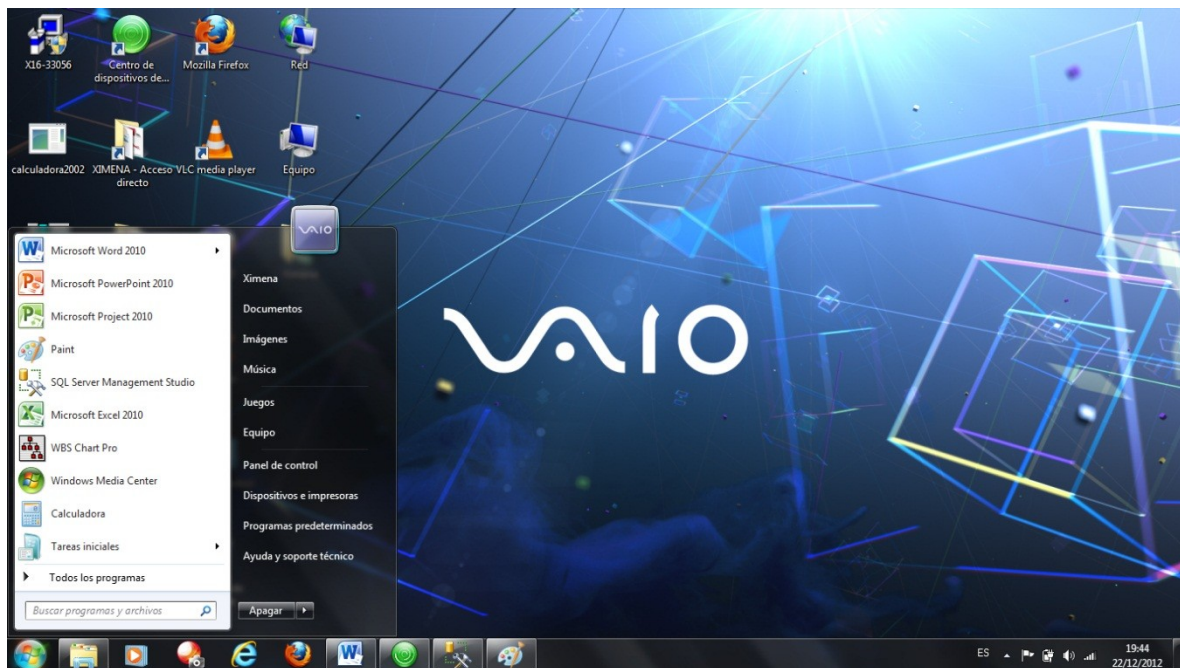 X16-33056
Centro de
dispositivos de...
Mozilla Firefox
Red
calculadora2002
XIMENA - Acceso
directo
VLC media player
Equipo
VAIO
Microsoft Word 2010
Microsoft PowerPoint 2010
Microsoft Project 2010
Paint
SQL Server Management Studio
Microsoft Excel 2010
WBS Chart Pro
Windows Media Center
Calculadora
Tareas iniciales
Todos los programas
Buscar programas y archivos
Ximena
Documentos
Imágenes
Música
Juegos
Equipo
Panel de control
Dispositivos e impresoras
Programas predeterminados
Ayuda y soporte técnico
Apagar
VAIO
ES
19:44
22/12/2012